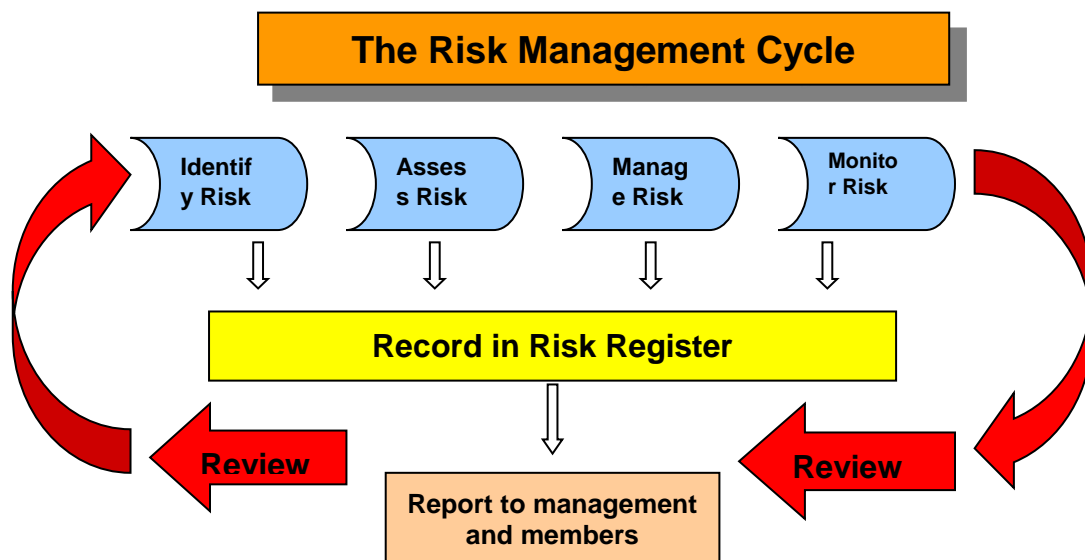 The Risk Management Cycle
Identif
y Risk
Asses
s Risk
Manag
e Risk
Monito
r Risk
Record in Risk Register
Review
Review
Report to management
and members